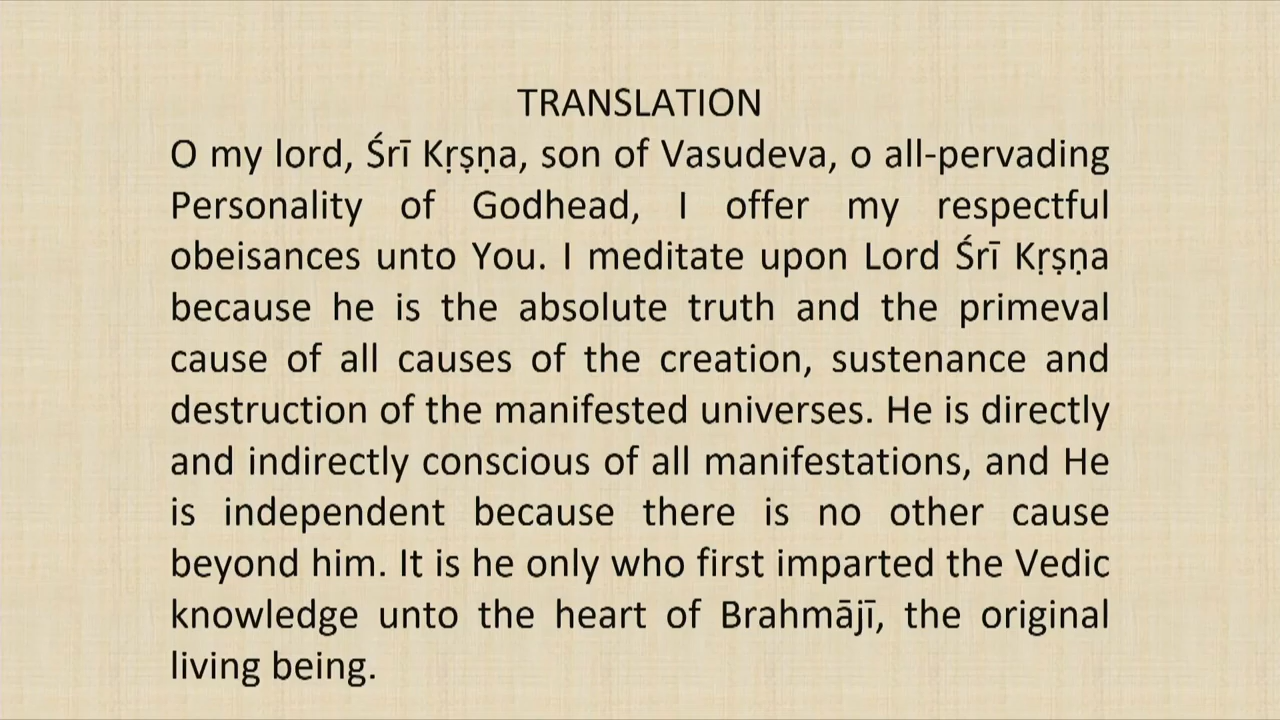 TRANSLATION
O my lord, Śrī Kṛṣṇa, son of Vasudeva, o all-pervading
Personality of Godhead, I offer my respectful
obeisances unto You. I meditate upon Lord Śrī Kṛṣṇa
because he is the absolute truth and the primeval
cause of all causes of the creation, sustenance and
destruction of the manifested universes. He is directly
and indirectly conscious of all manifestations, and He
is independent because there is no other cause
beyond him. It is he only who first imparted the Vedic
knowledge unto the heart of Brahmājī, the original
living being.